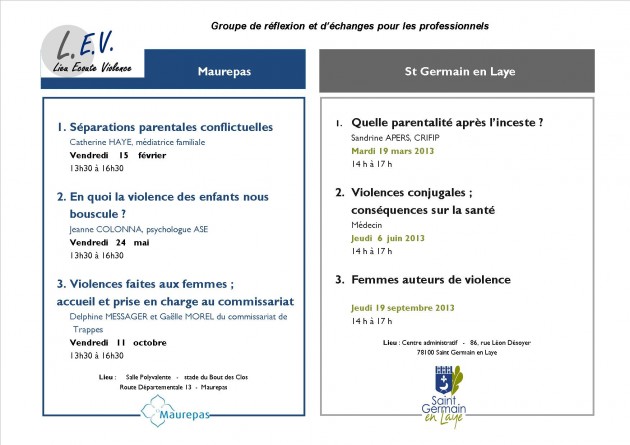 Groupe de réflexion et d'échanges pour les professionnels
L.E.V.
Lieu Ecoute Violence
Maurepas
1. Séparations parentales conflictuelles
Catherine HAYE, médiatrice familiale
Vendredi 15 février
13h30 à 16h30
2. En quoi la violence des enfants nous
bouscule ?
Jeanne COLONNA, psychologue ASE
Vendredi 24 mai
13h30 à 16h30
3. Violences faites aux femmes ;
accueil et prise en charge au commissariat
Delphine MESSAGER et Gaëlle MOREL du commissariat de
Trappes
Vendredi 11 octobre
13h30 à 16h30
Lieu : Salle Polyvalente - stade du Bout des Clos
Route Départementale 13 - Maurepas
Maurepas
St Germain en Laye
1. Quelle parentalité après l'inceste ?
Sandrine APERS, CRIFIP
Mardi 19 mars 2013
14 h à 17 h
2. Violences conjugales ;
conséquences sur la santé
Médecin
Jeudi 6 juin 2013
14 h à 17 h
3. Femmes auteurs de violence
Jeudi 19 septembre 2013
14 h à 17 h
Lieu : Centre administratif - 86, rue Léon Désoyer
78100 Saint Germain en Laye
Saint
Germain
en Laye